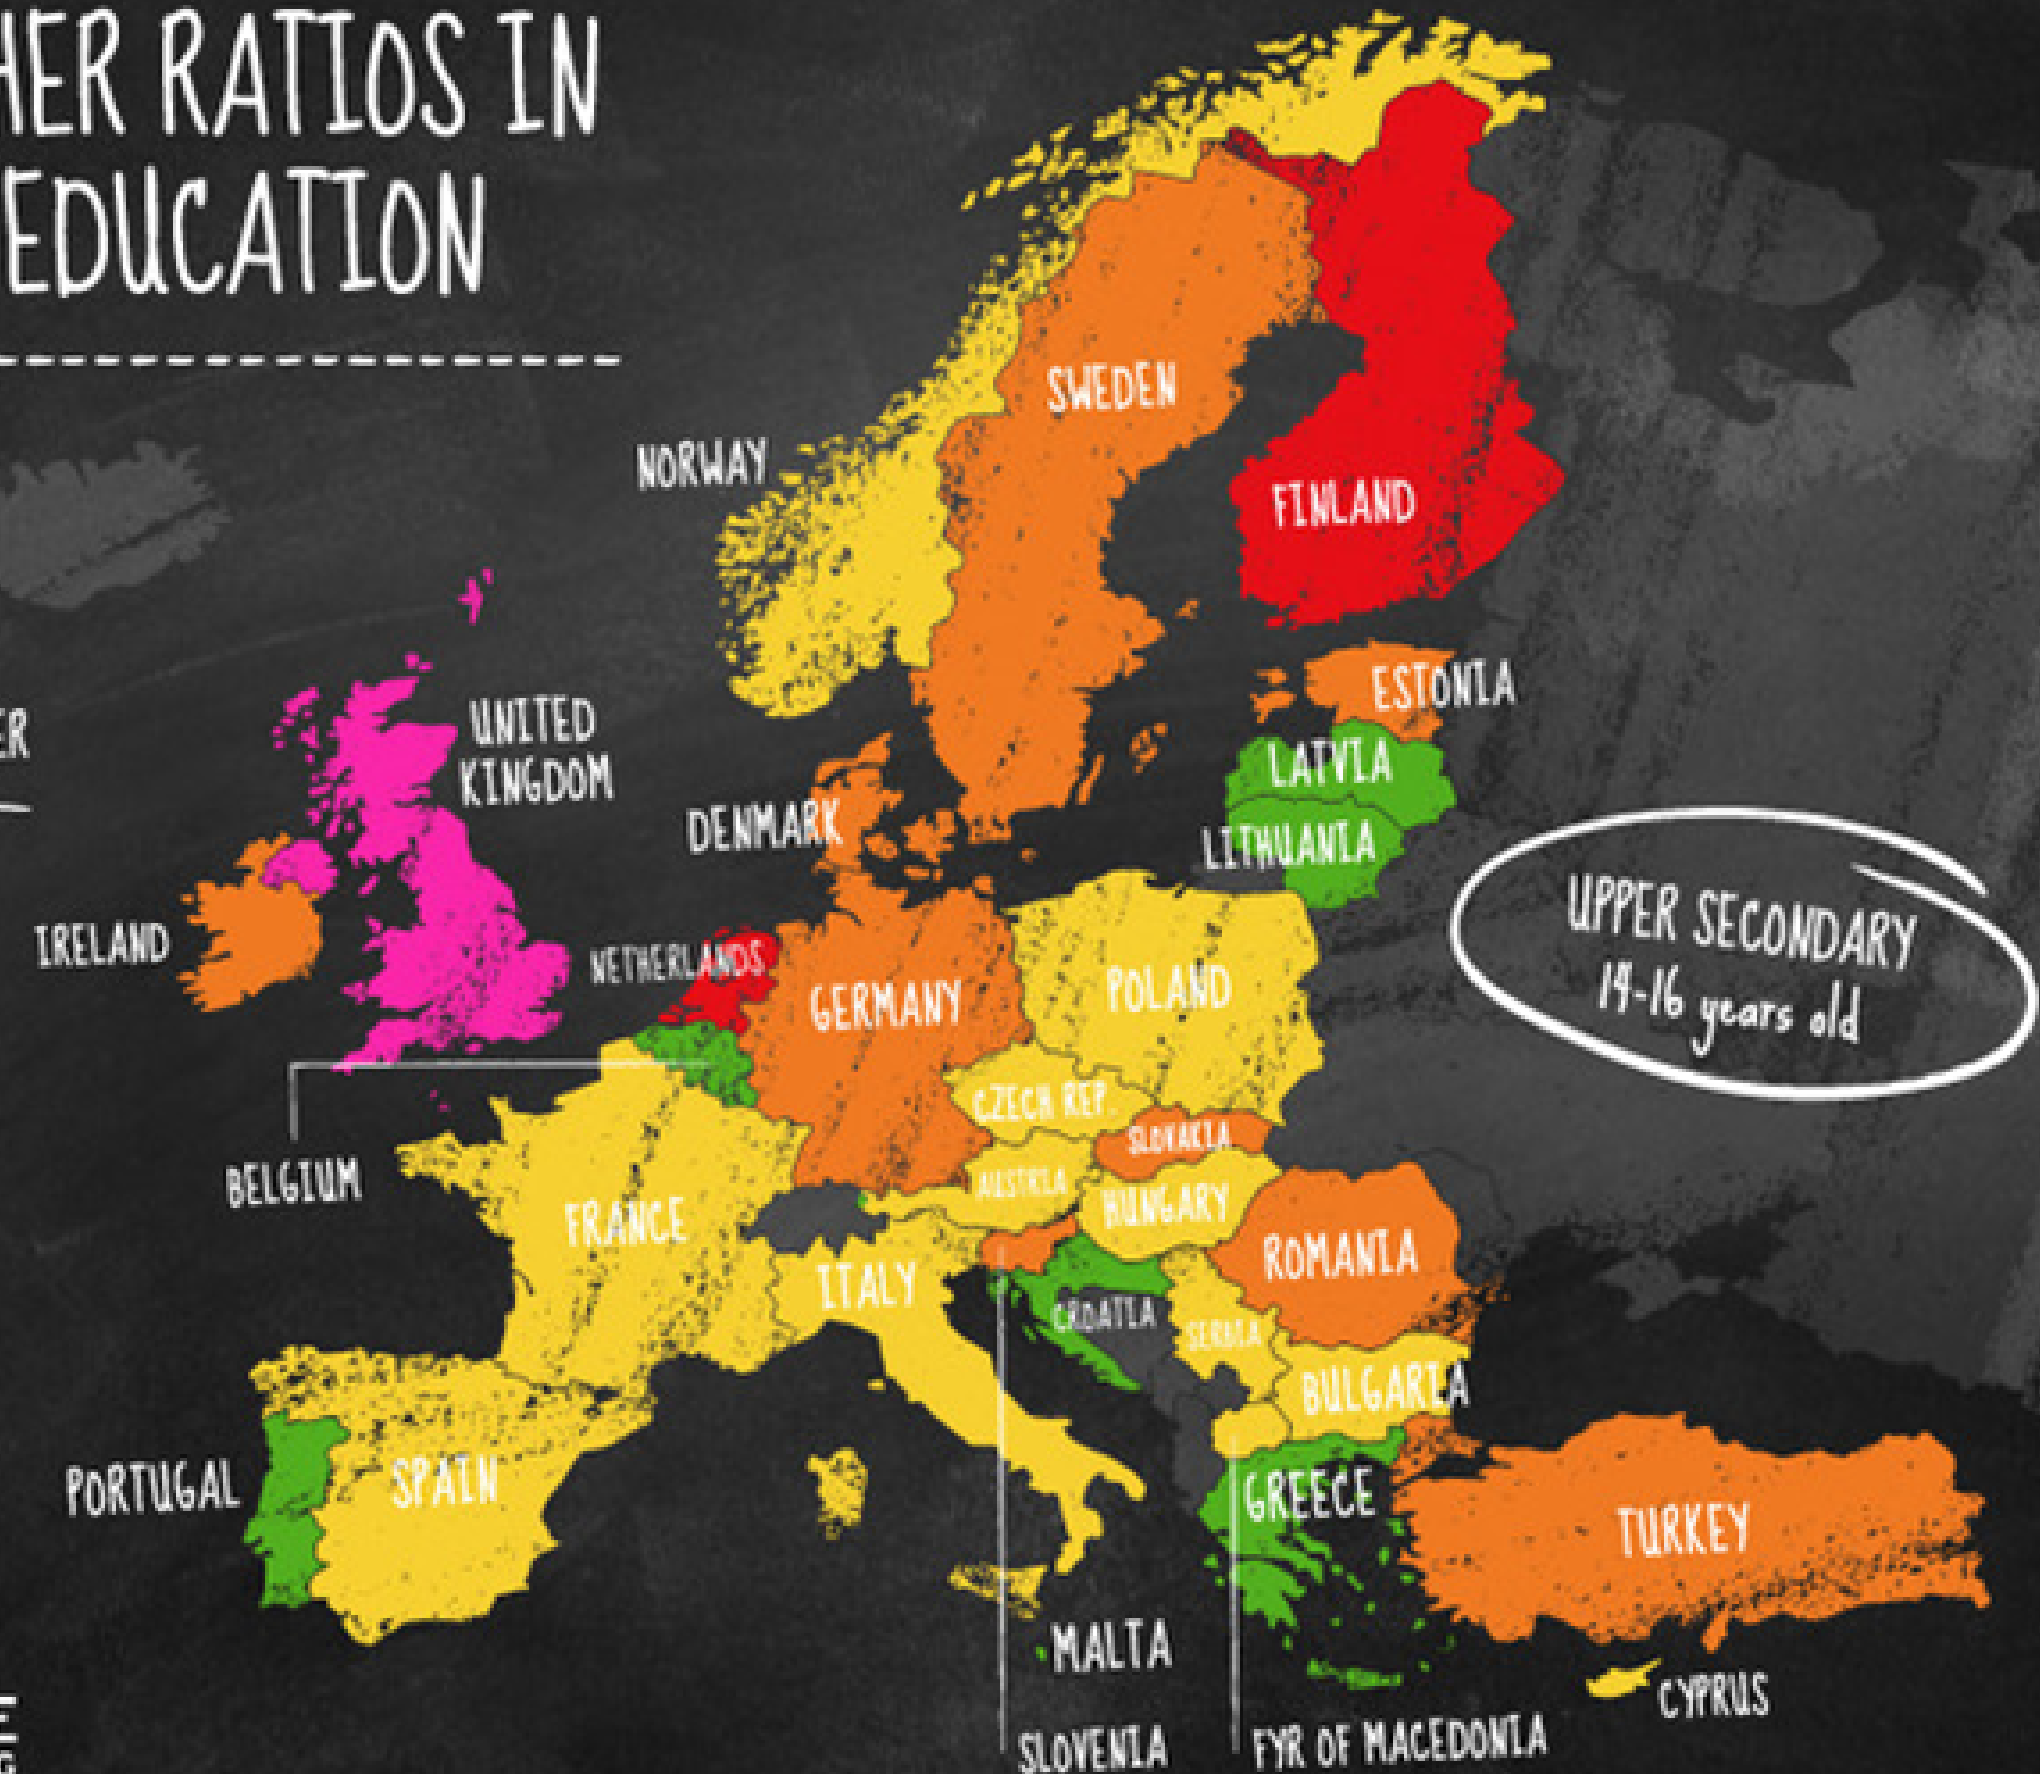 HER RATIOS IN
EDUCATION
SWEDEN
NORWAY
FINLAND
ESTONIA
UNITED
KINGDOM
ER
LATVIA
DENMARK
LITHUANIA
IRELAND
NETHERLANDS
GERMANY
POLAND
UPPER SECONDARY
14-16 years old
CZECH REP.
SLOVAKIA
BELGIUM
AUSTRIA
HUNGARY
FRANCE
ROMANIA
ITALY
CROATIA
SERBIA
BULGARIA
PORTUGAL
SPAIN
GREECE
TURKEY
MALTA
CYPRUS
SLOVENIA
FYR OF MACEDONIA